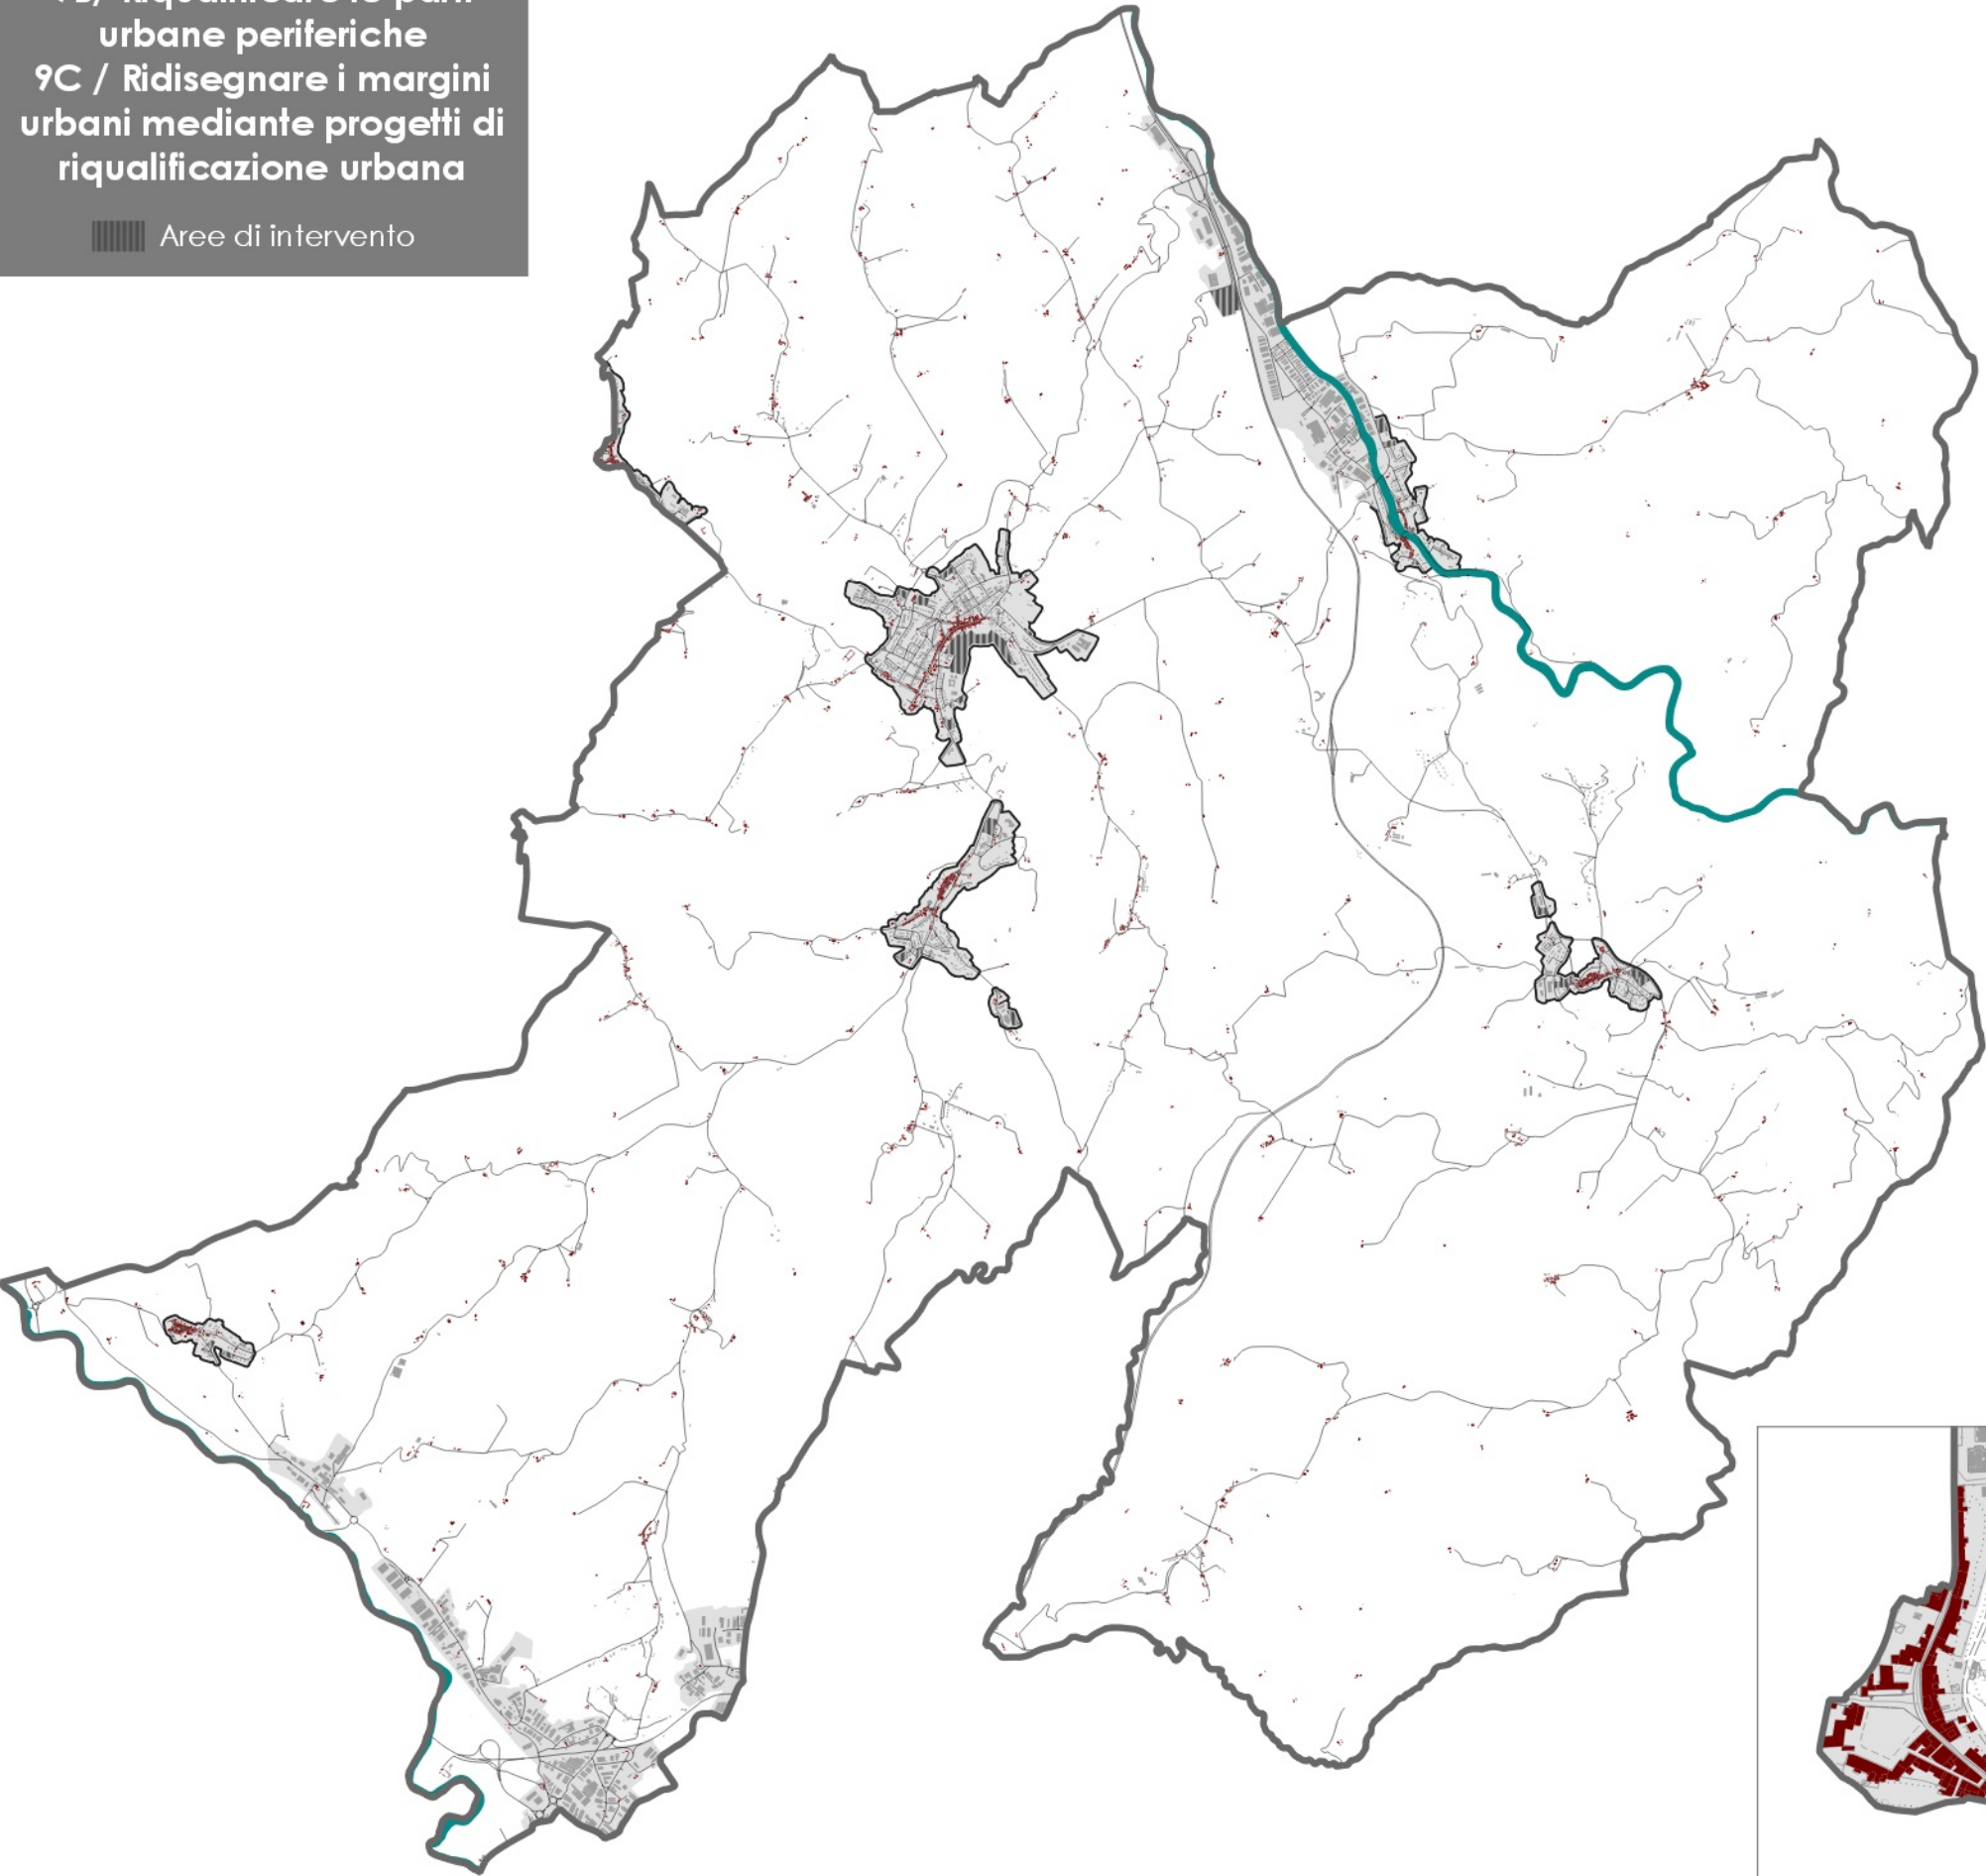 urbane periferiche
9C / Ridisegnare i margini
urbani mediante progetti di
riqualificazione urbana
Aree di intervento